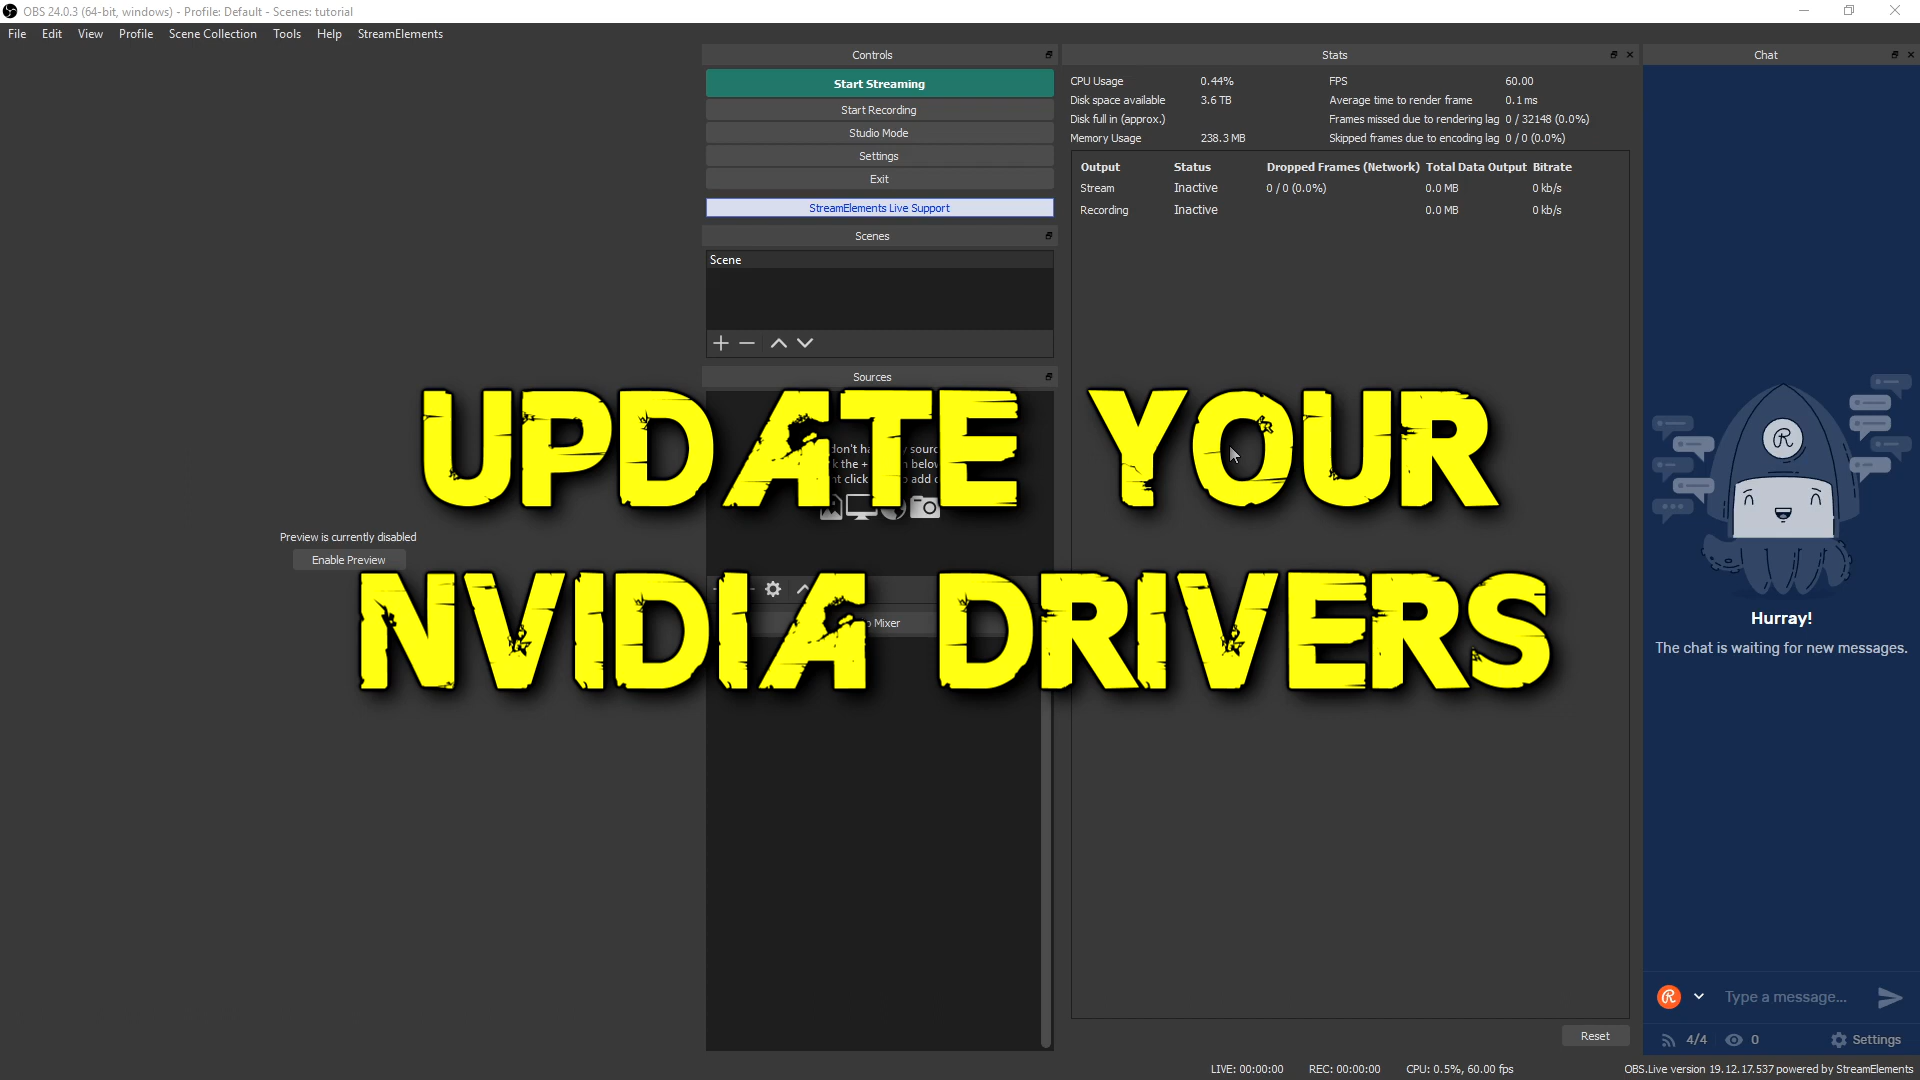 OBS 24.0.3 (64-bit, windows) - Profile: Default - Scenes: tutorial
File Edit View Profile Scene Collection Tools Help StreamElements
Controls
Start Streaming
Start Recording
Studio Mode
Settings
Exit
StreamElements Live Support
Scenes
Scene
Sources
Stats
CPU Usage 0.44% FPS 60.00
Disk space available 3.6 TB Average time to render frame 0.1 ms
Disk full in (approx.) Frames missed due to rendering lag 0 / 32148 (0.0%)
Memory Usage 238.3 MB Skipped frames due to encoding lag 0 / 0 (0.0%)
Output Status Dropped Frames (Network) Total Data Output Bitrate
Stream Inactive 0 / 0 (0.0%) 0.0 MB 0 kb/s
Recording Inactive 0.0 MB 0 kb/s
UPDATE YOUR
NVIDIA DRIVERS
Preview is currently disabled
Enable Preview
Mixer
Reset
Chat
Hurray!
The chat is waiting for new messages.
Type a message...
4/4 0 Settings
LIVE: 00:00:00 REC: 00:00:00 CPU: 0.5%, 60.00 fps OBS.Live version 19.12.17.537 powered by StreamElements